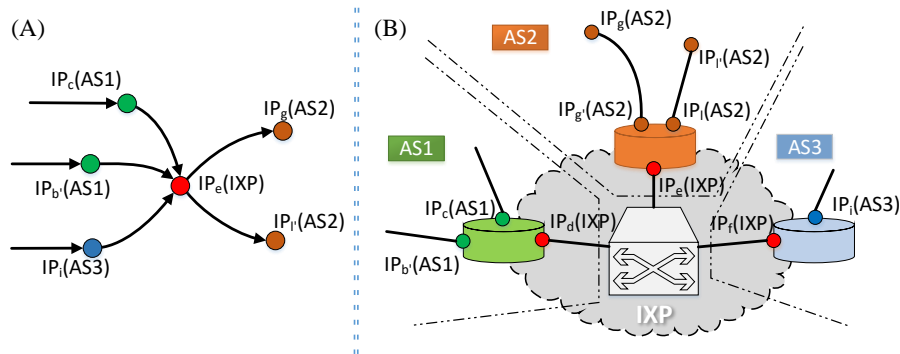 (A)
IPc(AS1)
IPg(AS2)
IPb'(AS1)
IPe(IXP)
IPi(AS3)
IPl'(AS2)
(B)
AS2
IPg(AS2)
IPl'(AS2)
IPg'(AS2)
IPl(AS2)
AS1
AS3
IPe(IXP)
IPc(AS1)
IPd(IXP)
IPf(IXP)
IPi(AS3)
IPb'(AS1)
IXP